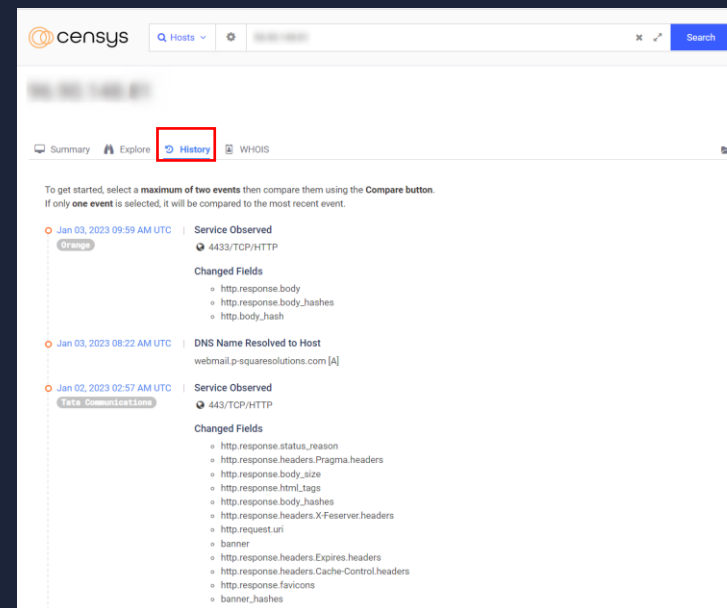 censys
Hosts
Search
Summary Explore History WHOIS
To get started, select a maximum of two events then compare them using the Compare button.
If only one event is selected, it will be compared to the most recent event.
Jan 03, 2023 09:59 AM UTC Service Observed
Orange 4433/TCP/HTTP
Changed Fields
http.response.body
http.response.body_hashes
http.body_hash
Jan 03, 2023 08:22 AM UTC DNS Name Resolved to Host
webmail.p-squaresolutions.com [A]
Jan 02, 2023 02:57 AM UTC Service Observed
Tata Communications 443/TCP/HTTP
Changed Fields
http.response.status_reason
http.response.headers.Pragma.headers
http.response.body_size
http.response.html_tags
http.response.body_hashes
http.response.headers.X-Feserver.headers
http.request.uri
banner
http.response.headers.Expires.headers
http.response.headers.Cache-Control.headers
http.response.favicons
banner_hashes